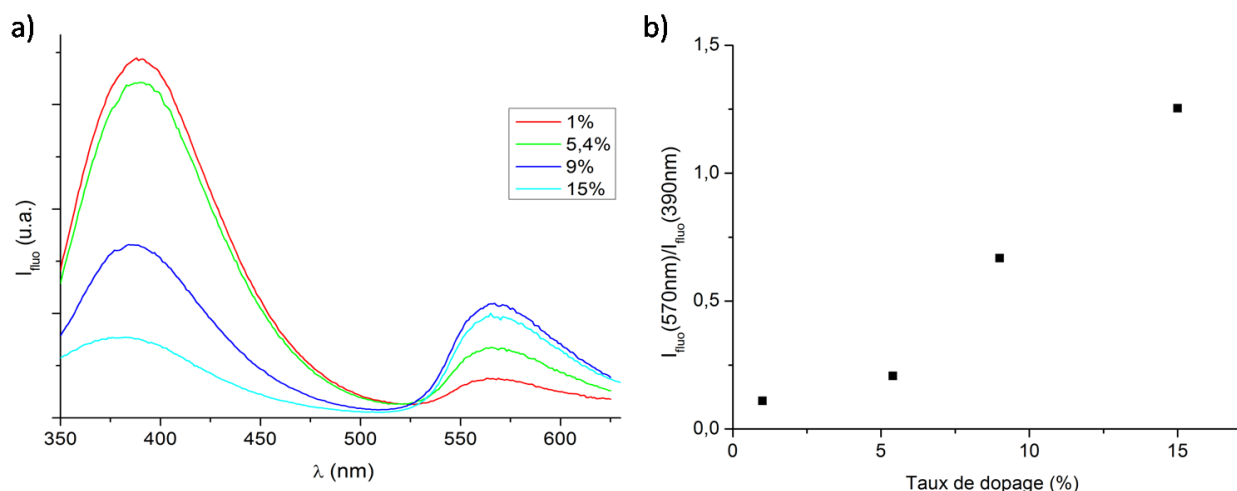 a)
I_fluo (u.a.)
1%
5,4%
9%
15%
350 400 450 500 550 600
λ (nm)
b)
I_fluo(570nm)/I_fluo(390nm)
1,5
1,0
0,5
0,0
0 5 10 15
Taux de dopage (%)